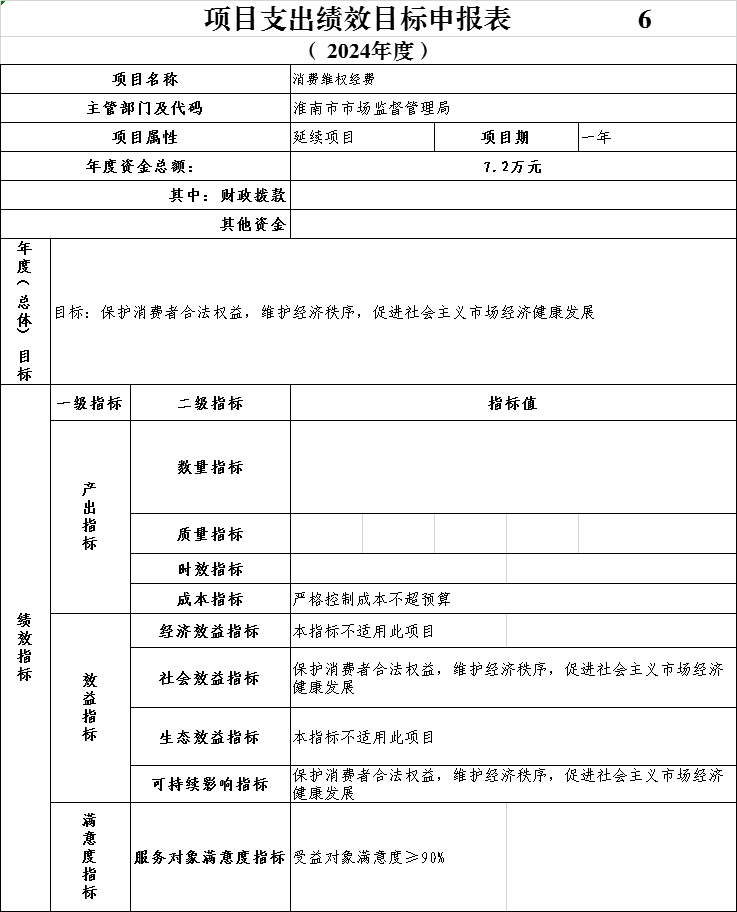 项目支出绩效目标申报表 6
（ 2024年度 ）
项目名称 消费维权经费
主管部门及代码 淮南市市场监督管理局
项目属性 延续项目 项目期 一年
年度资金总额： 7.2万元
其中：财政拨款
其他资金
年度（总体）目标 目标：保护消费者合法权益，维护经济秩序，促进社会主义市场经济健康发展
绩效指标 一级指标 二级指标 指标值
产出指标 数量指标
质量指标
时效指标
成本指标 严格控制成本不超预算
效益指标 经济效益指标 本指标不适用此项目
社会效益指标 保护消费者合法权益，维护经济秩序，促进社会主义市场经济
健康发展
生态效益指标 本指标不适用此项目
可持续影响指标 保护消费者合法权益，维护经济秩序，促进社会主义市场经济
健康发展
满意度指标 服务对象满意度指标 受益对象满意度≥90%